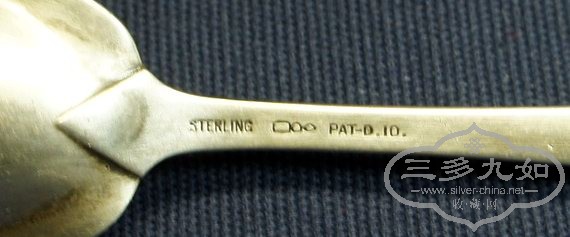 STERLING PAT-D.10.
三多九如
www.silver-china.net
收藏网